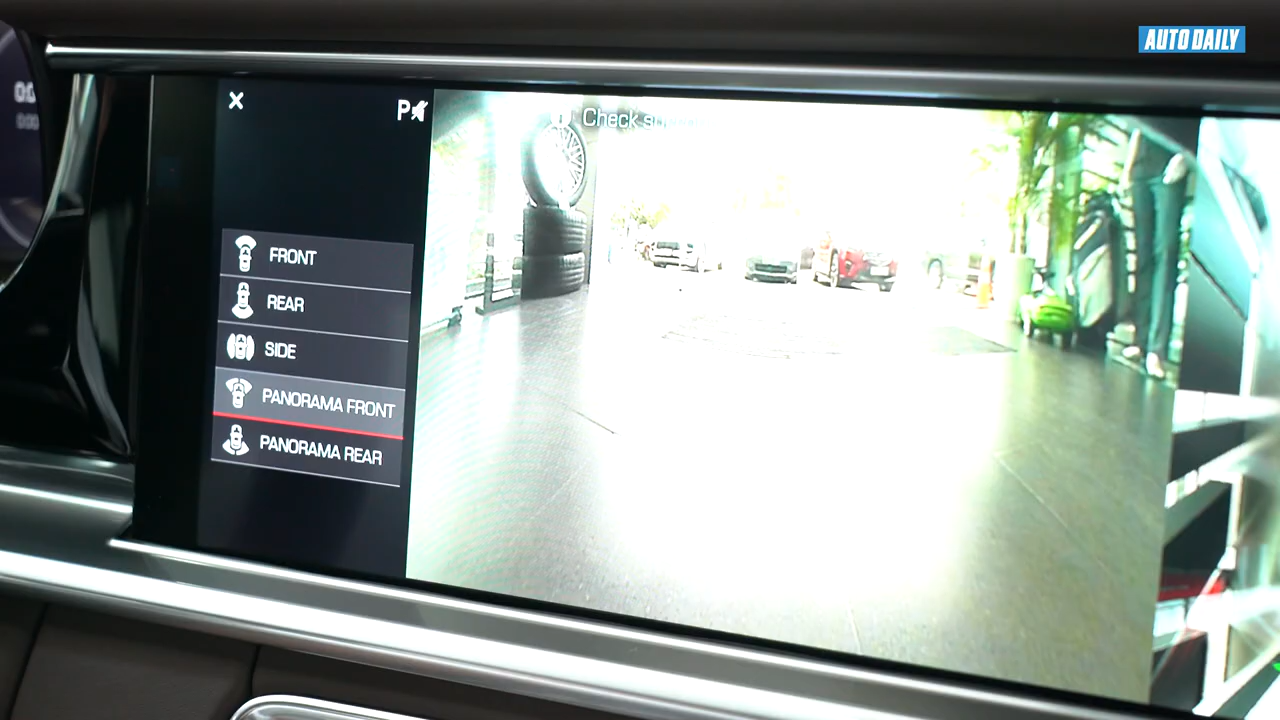 AUTO DAILY
P
Check
FRONT
REAR
SIDE
PANORAMA FRONT
PANORAMA REAR